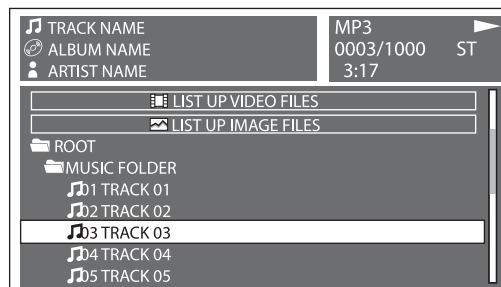 TRACK NAME
ALBUM NAME
ARTIST NAME
MP3
0003/1000 ST
3:17
LIST UP VIDEO FILES
LIST UP IMAGE FILES
ROOT
MUSIC FOLDER
01 TRACK 01
02 TRACK 02
03 TRACK 03
04 TRACK 04
05 TRACK 05